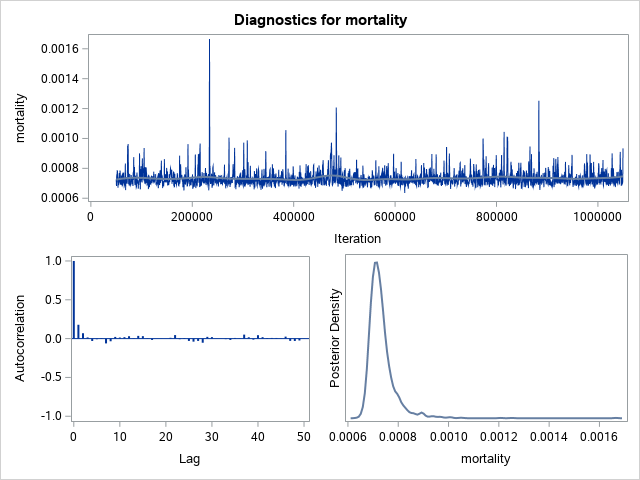 Diagnostics for mortality
mortality
0.0016
0.0014
0.0012
0.0010
0.0008
0.0006
0 200000 400000 600000 800000 1000000
Iteration
Autocorrelation
1.0
0.5
0.0
-0.5
-1.0
0 10 20 30 40 50
Lag
Posterior Density
0.0006 0.0008 0.0010 0.0012 0.0014 0.0016
mortality